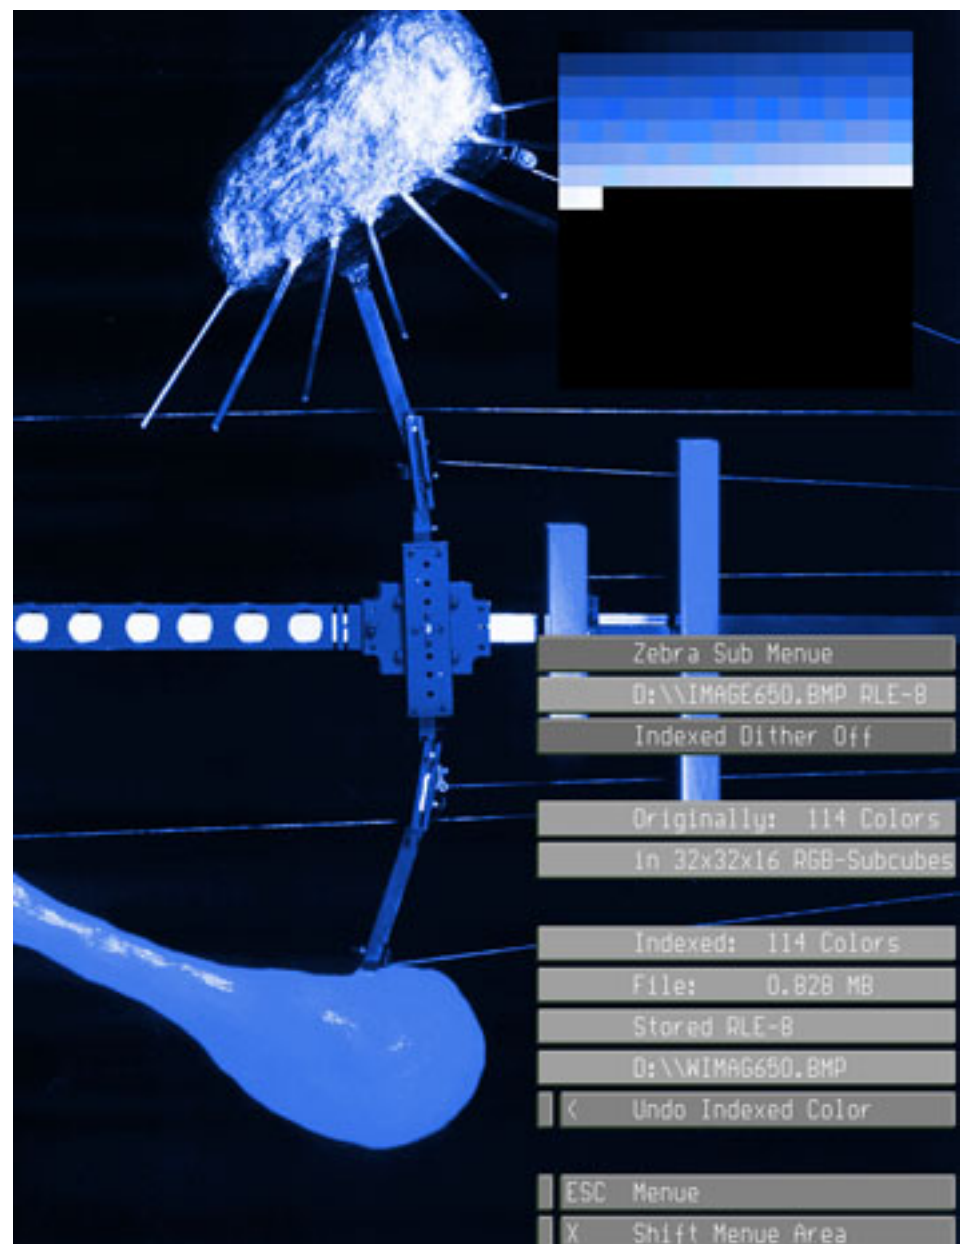 Zebra Sub Menue
D:\\IMAGE650.BMP RLE-8
Indexed Dither Off
Originally: 114 Colors
in 32x32x16 RGB-Subcubes
Indexed: 114 Colors
File: 0.828 MB
Stored RLE-8
D:\\WIMAG650.BMP
< Undo Indexed Color
ESC Menue
X Shift Menue Area